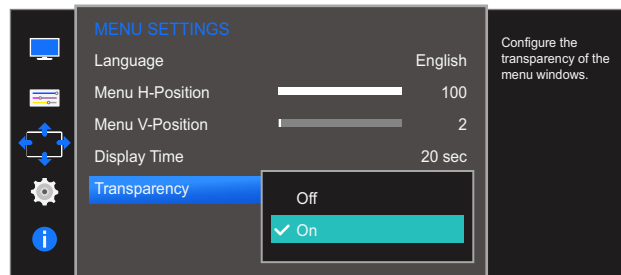 MENU SETTINGS
Language English
Menu H-Position 100
Menu V-Position 2
Display Time 20 sec
Transparency
Off
On
Configure the
transparency of the
menu windows.
i